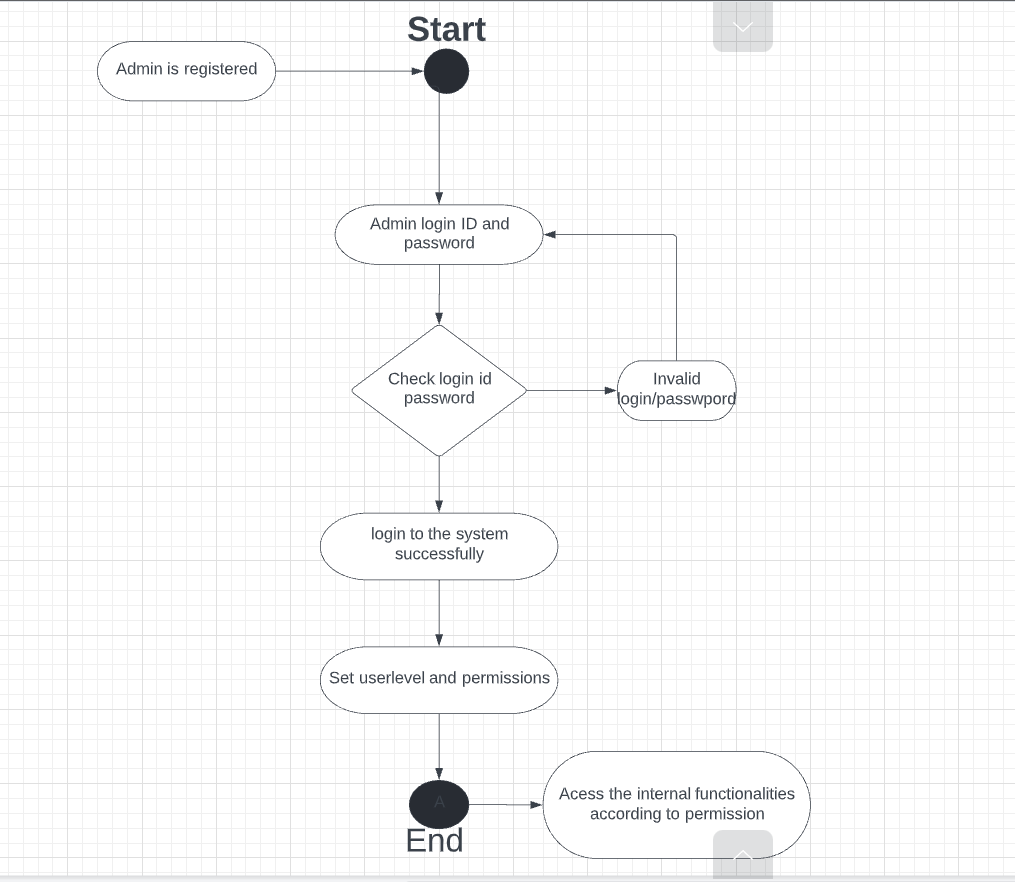 Start
Admin is registered
Admin login ID and
password
Check login id
password
Invalid
login/passwpord
login to the system
successfully
Set userlevel and permissions
A
End
Acess the internal functionalities
according to permission